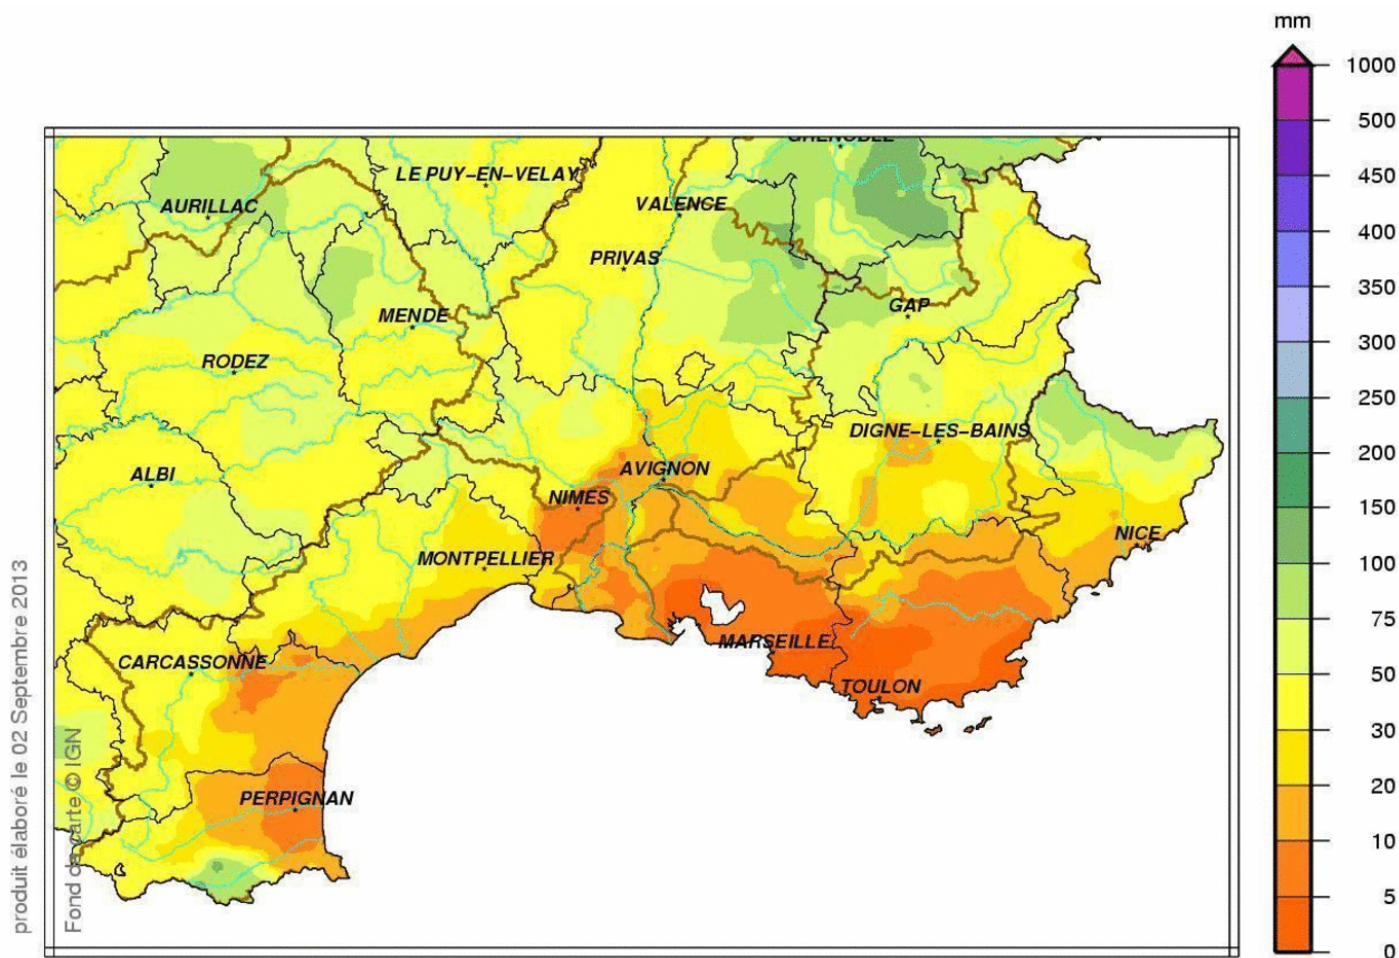 mm
1000
500
450
400
350
300
250
200
150
100
75
50
30
20
10
5
0
GRENOBLE
LE PUY-EN-VELAY
AURILLAC
VALENCE
PRIVAS
GAP
MENDE
RODEZ
DIGNE-LES-BAINS
ALBI
AVIGNON
NIMES
NICE
MONTPELLIER
MARSEILLE
CARCASSONNE
TOULON
PERPIGNAN
produit élaboré le 02 Septembre 2013
Fond de carte © IGN